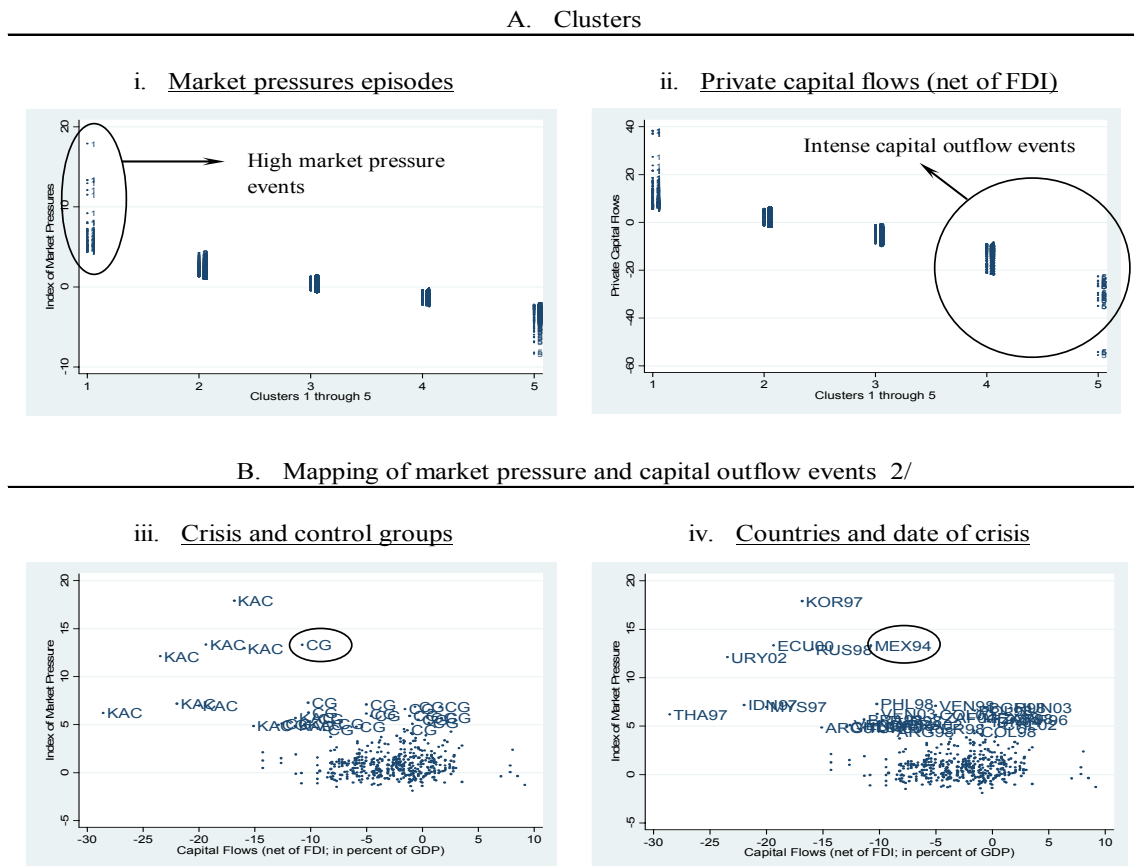 A. Clusters
i. Market pressures episodes
ii. Private capital flows (net of FDI)
20
10
0
-10
Index of Market Pressures
High market pressure
events
1
2
3
4
5
Clusters 1 through 5
40
20
0
-20
-40
-60
Private Capital Flows
Intense capital outflow events
1
2
3
4
5
Clusters 1 through 5
B. Mapping of market pressure and capital outflow events 2/
iii. Crisis and control groups
iv. Countries and date of crisis
20
15
10
5
0
-5
Index of Market Pressure
KAC
KAC
KAC
CG
KAC
KAC
KAC
KAC
CG
CG
CG
KAC
CG
CG
CG
-30
-25
-20
-15
-10
-5
0
5
10
Capital Flows (net of FDI; in percent of GDP)
20
15
10
5
0
-5
Index of Market Pressure
KOR97
ECU00
RUS98
MEX94
URY02
IDN97
MYS97
PHL98
VEN98
THA97
VEN03
ARG95
COL98
-30
-25
-20
-15
-10
-5
0
5
10
Capital Flows (net of FDI; in percent of GDP)